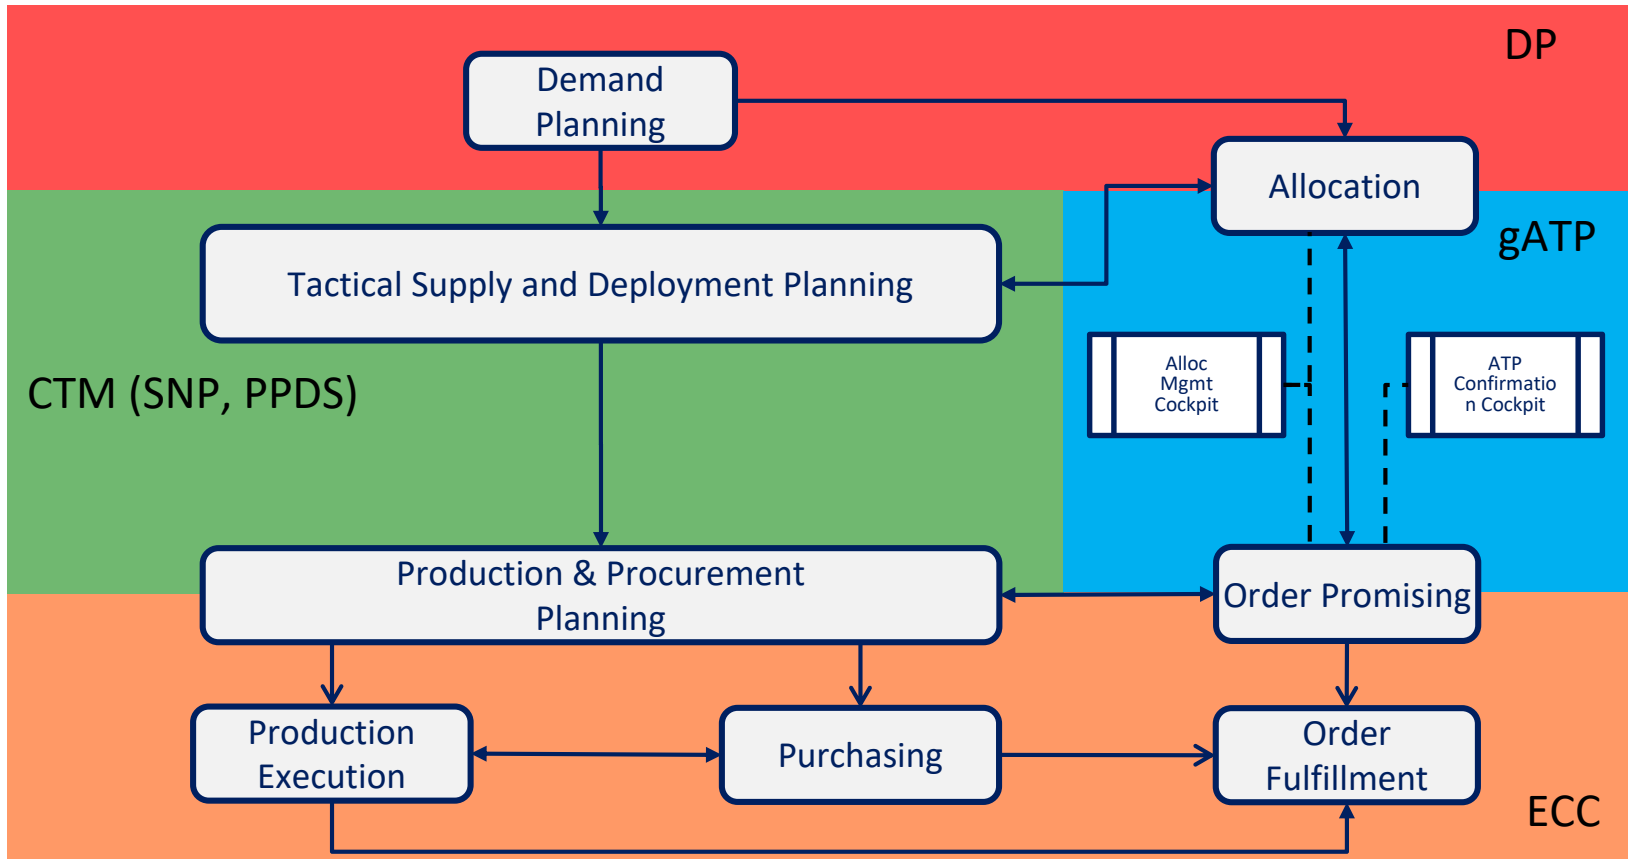 DP
Demand
Planning
Allocation
gATP
Tactical Supply and Deployment Planning
Alloc
Mgmt
Cockpit
ATP
Confirmatio
n Cockpit
CTM (SNP, PPDS)
Production & Procurement
Planning
Order Promising
Production
Execution
Purchasing
Order
Fulfillment
ECC